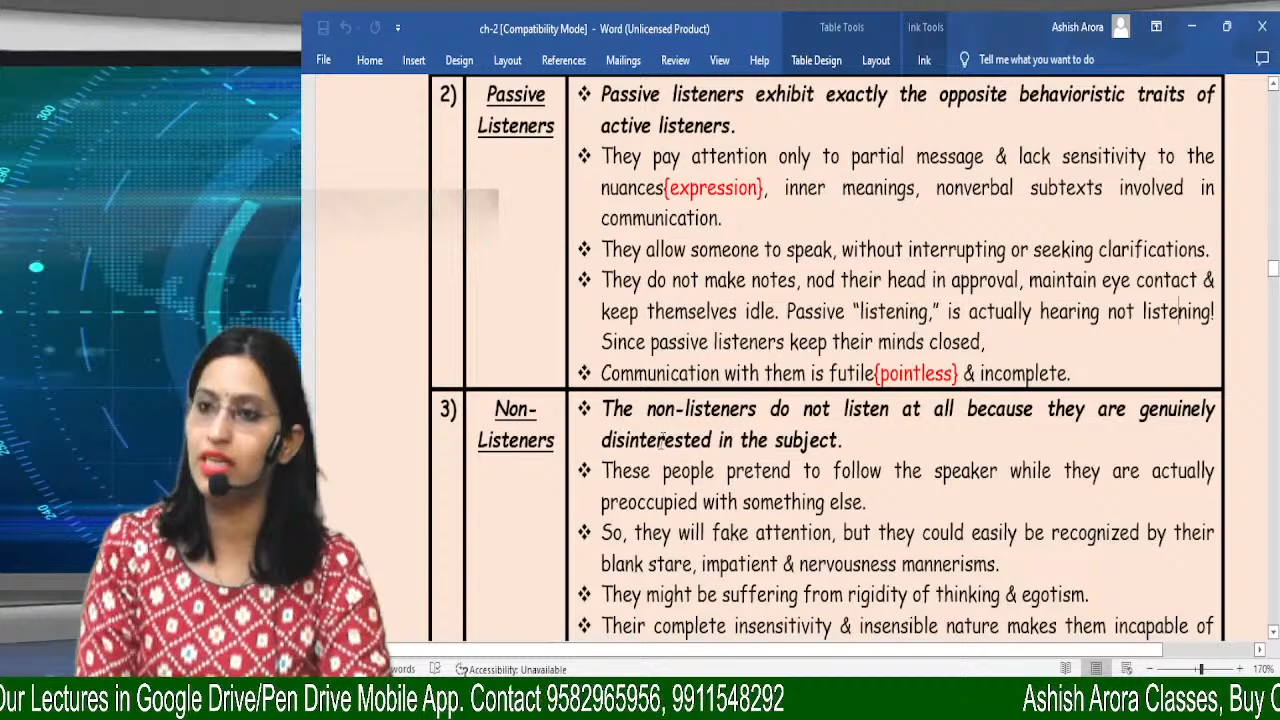 ch-2 [Compatibility Mode] - Word (Unlicensed Product)
Table Tools
Ink Tools
Ashish Arora
File Home Insert Design Layout References Mailings Review View Help Table Design Layout Ink Tell me what you want to do
2)
Passive
Listeners
❖ Passive listeners exhibit exactly the opposite behavioristic traits of
active listeners.
❖ They pay attention only to partial message & lack sensitivity to the
nuances{expression}, inner meanings, nonverbal subtexts involved in
communication.
❖ They allow someone to speak, without interrupting or seeking clarifications.
❖ They do not make notes, nod their head in approval, maintain eye contact &
keep themselves idle. Passive “listening,” is actually hearing not listening!
Since passive listeners keep their minds closed,
❖ Communication with them is futile{pointless} & incomplete.
3)
Non-
Listeners
❖ The non-listeners do not listen at all because they are genuinely
disinterested in the subject.
❖ These people pretend to follow the speaker while they are actually
preoccupied with something else.
❖ So, they will fake attention, but they could easily be recognized by their
blank stare, impatient & nervousness mannerisms.
❖ They might be suffering from rigidity of thinking & egotism.
❖ Their complete insensitivity & insensible nature makes them incapable of
300
290
250
240
words
Accessibility: Unavailable
170%
Our Lectures in Google Drive/Pen Drive Mobile App. Contact 9582965956, 9911548292 Ashish Arora Classes, Buy